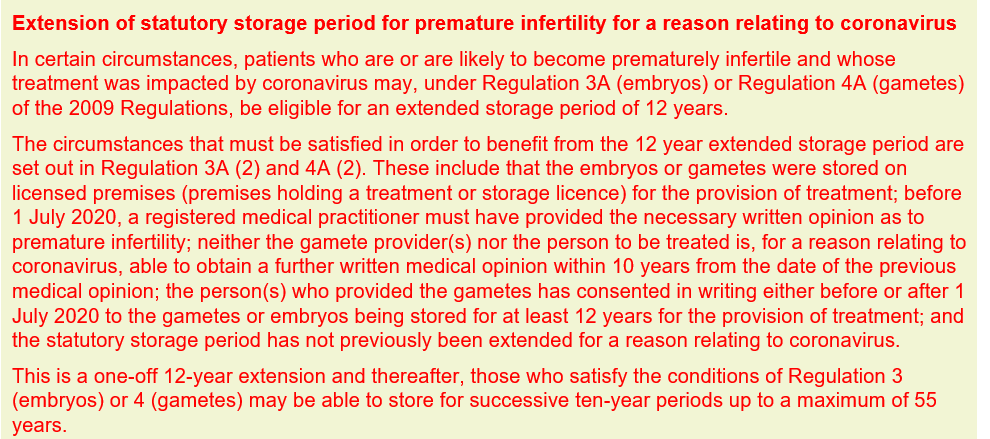 Extension of statutory storage period for premature infertility for a reason relating to coronavirus
In certain circumstances, patients who are or are likely to become prematurely infertile and whose
treatment was impacted by coronavirus may, under Regulation 3A (embryos) or Regulation 4A (gametes)
of the 2009 Regulations, be eligible for an extended storage period of 12 years.
The circumstances that must be satisfied in order to benefit from the 12 year extended storage period are
set out in Regulation 3A (2) and 4A (2). These include that the embryos or gametes were stored on
licensed premises (premises holding a treatment or storage licence) for the provision of treatment; before
1 July 2020, a registered medical practitioner must have provided the necessary written opinion as to
premature infertility; neither the gamete provider(s) nor the person to be treated is, for a reason relating to
coronavirus, able to obtain a further written medical opinion within 10 years from the date of the previous
medical opinion; the person(s) who provided the gametes has consented in writing either before or after 1
July 2020 to the gametes or embryos being stored for at least 12 years for the provision of treatment; and
the statutory storage period has not previously been extended for a reason relating to coronavirus.
This is a one-off 12-year extension and thereafter, those who satisfy the conditions of Regulation 3
(embryos) or 4 (gametes) may be able to store for successive ten-year periods up to a maximum of 55
years.